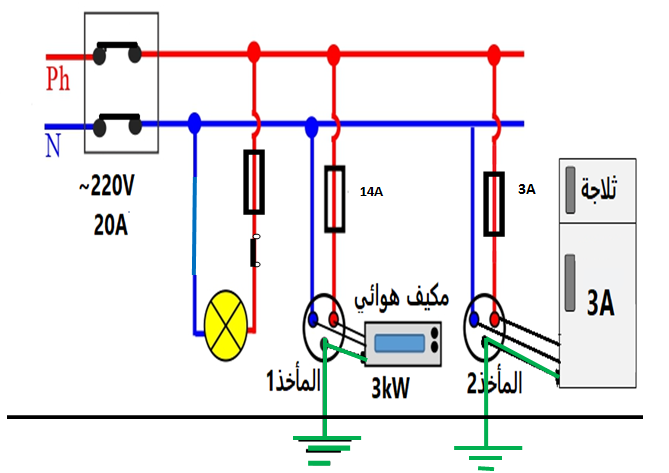 Ph
N
~220V
20A
14A
3A
ثلاجة
3A
مكيف هوائي
المأخذ1
3kW
المأخذ2